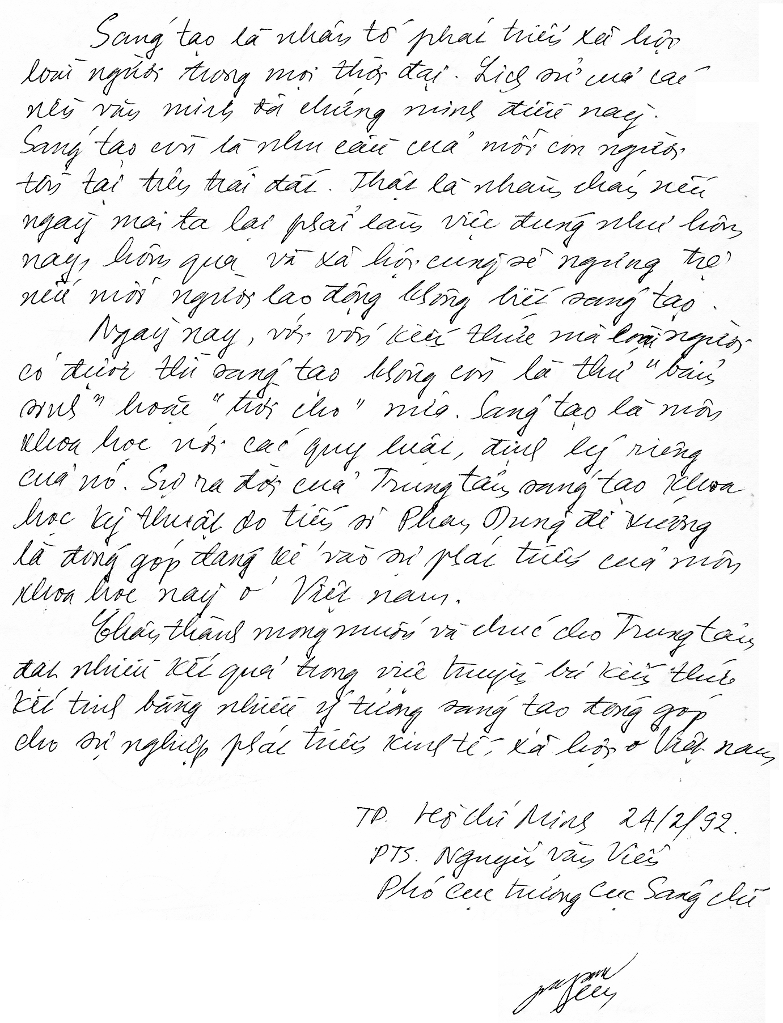 Sáng tạo là nhân tố phát triển xã hội
loài người trong mọi thời đại. Lịch sử của các
nền văn minh đã chứng minh điều này.
Sáng tạo còn là nhu cầu của mỗi con người
tồn tại trên trái đất. Thật là nhàm chán nếu
ngày mai ta lại phải làm việc đúng như hôm
nay, hôm qua và xã hội cũng sẽ ngừng trệ
nếu mỗi người lao động không biết sáng tạo.
Ngày nay, với vốn kiến thức mà loài người
có được thì sáng tạo không còn là thứ "bẩm
sinh" hoặc "trời cho" nữa. Sáng tạo là môn
khoa học với các quy luật, định lý riêng
của nó. Sự ra đời của Trung tâm sáng tạo khoa
học kỹ thuật do tiến sĩ Phan Dũng đề xướng
là đóng góp đáng kể vào sự phát triển của môn
khoa học này ở Việt nam.
Chân thành mong muốn và chúc cho Trung tâm
đạt nhiều kết quả trong việc truyền bá kiến thức
kết tinh bằng nhiều ý tưởng sáng tạo đóng góp
cho sự nghiệp phát triển kinh tế, xã hội ở Việt nam
TP. Hồ Chí Minh 24/2/92.
PTS. Nguyễn Văn Viễn
Phó cục trưởng Cục Sáng chế